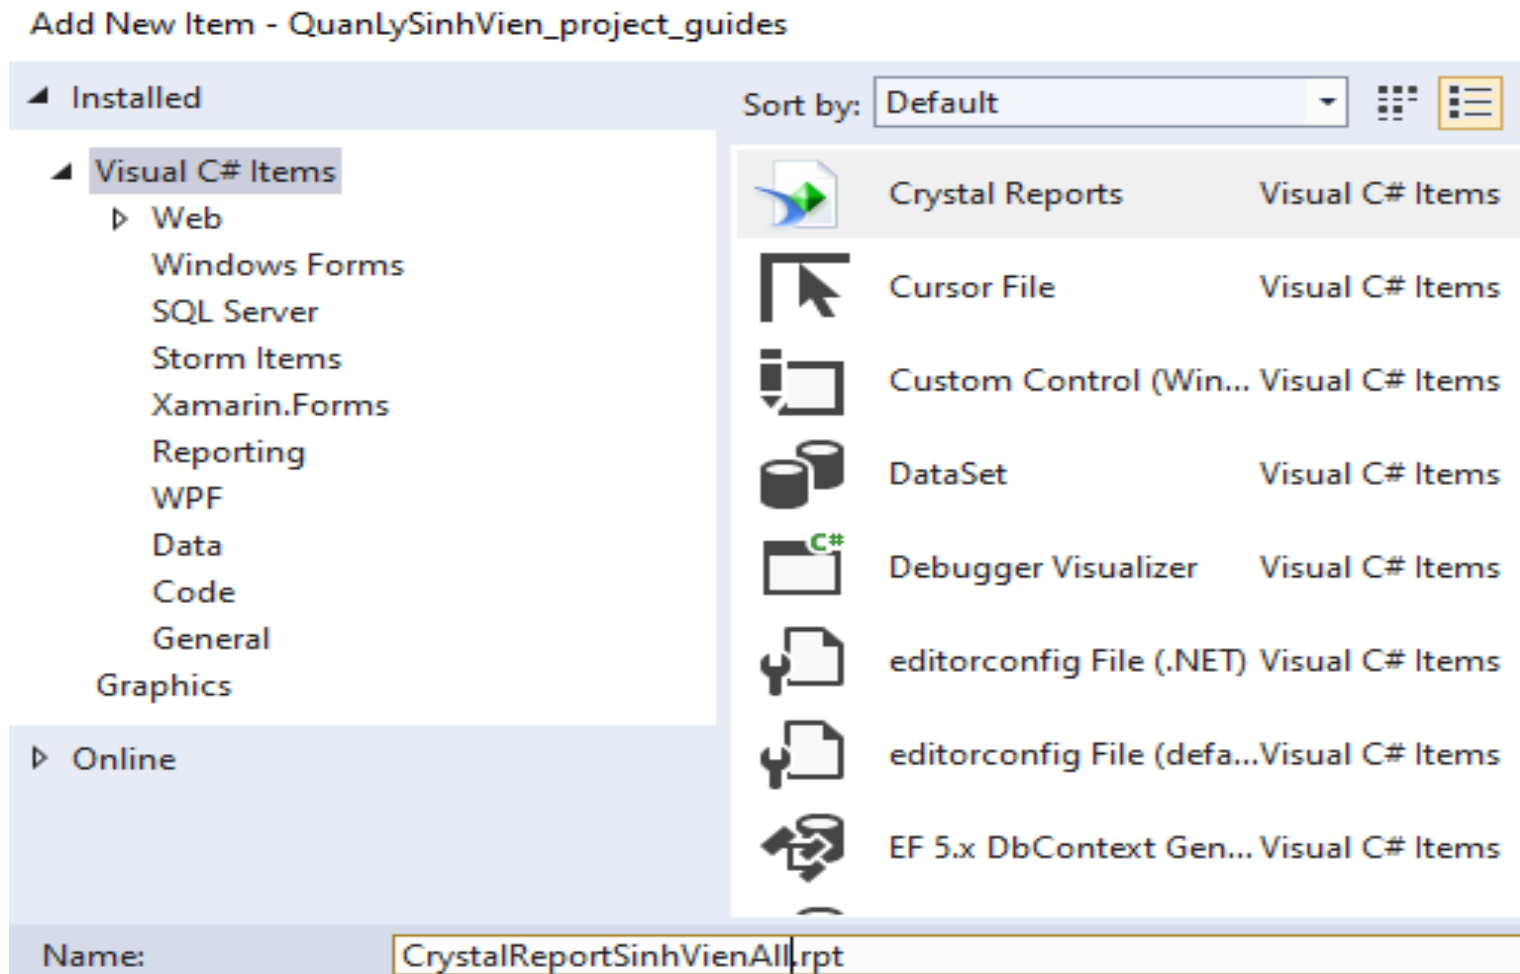 Add New Item - QuanLySinhVien_project_guides
Installed
Sort by: Default
Visual C# Items
Web
Windows Forms
SQL Server
Storm Items
Xamarin.Forms
Reporting
WPF
Data
Code
General
Graphics
Online
Crystal Reports Visual C# Items
Cursor File Visual C# Items
Custom Control (Win... Visual C# Items
DataSet Visual C# Items
C#
Debugger Visualizer Visual C# Items
editorconfig File (.NET) Visual C# Items
editorconfig File (defa... Visual C# Items
EF 5.x DbContext Gen... Visual C# Items
Name: CrystalReportSinhVienAll.rpt